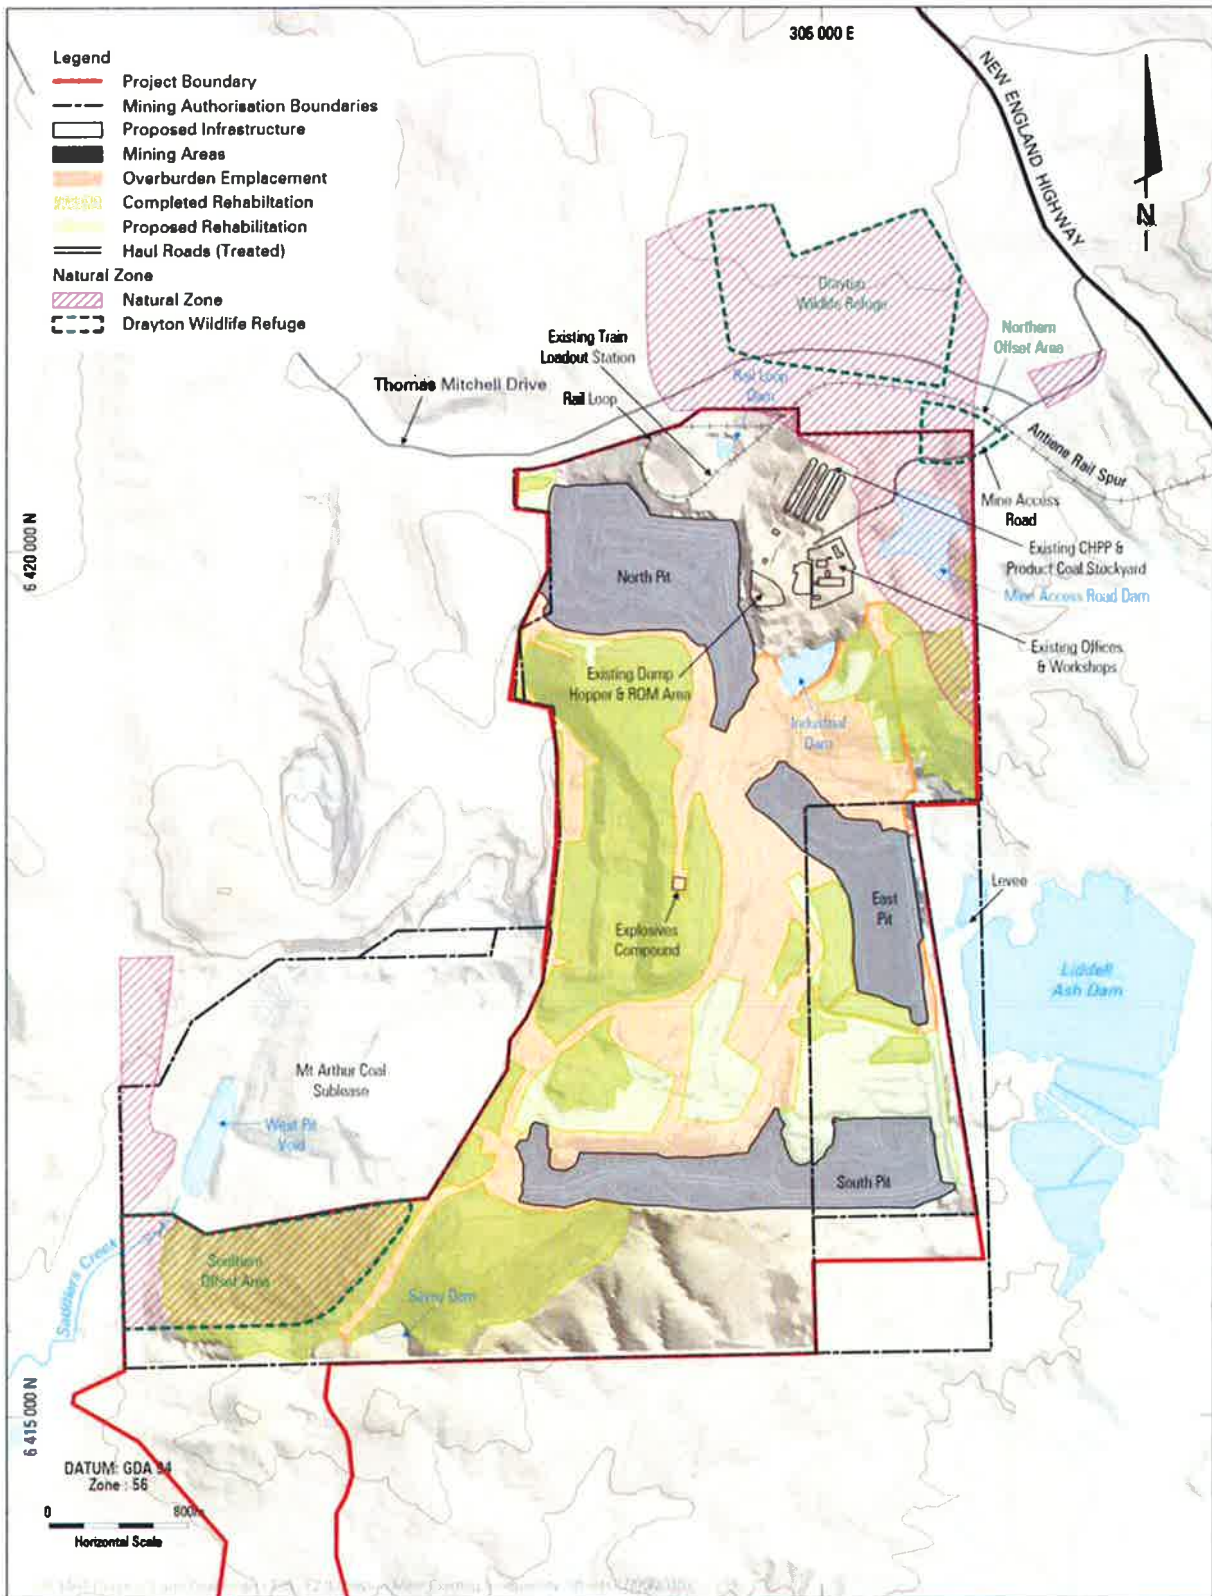 306 000 E
Legend
Project Boundary
Mining Authorisation Boundaries
Proposed Infrastructure
Mining Areas
Overburden Emplacement
Completed Rehabiltation
Proposed Rehabilitation
Haul Roads (Treated)
Natural Zone
Natural Zone
Drayton Wildlife Refuge
NEW ENGLAND HIGHWAY
N
Drayton
Wildlife Refuge
Northern
Offset Area
Existing Train
Loadout Station
Thomas Mitchell Drive
Rail Loop
Rail Loop
Dam
Antiene Rail Spur
Mine Access
Road
Existing CHPP &
Product Coal Stockyard
Mine Access Road Dam
6 420 000 N
North Pit
Existing Offices
& Workshops
Existing Dump
Hopper & ROM Area
Industrial
Dam
East
Pit
Levee
Explosives
Compound
Liddell
Ash Dam
Mt Arthur Coal
Sublease
West Pit
Void
South Pit
Saddlers Creek
Southern
Offset Area
Savoy Dam
6 415 000 N
DATUM: GDA 94
Zone : 56
0
800m
Horizontal Scale